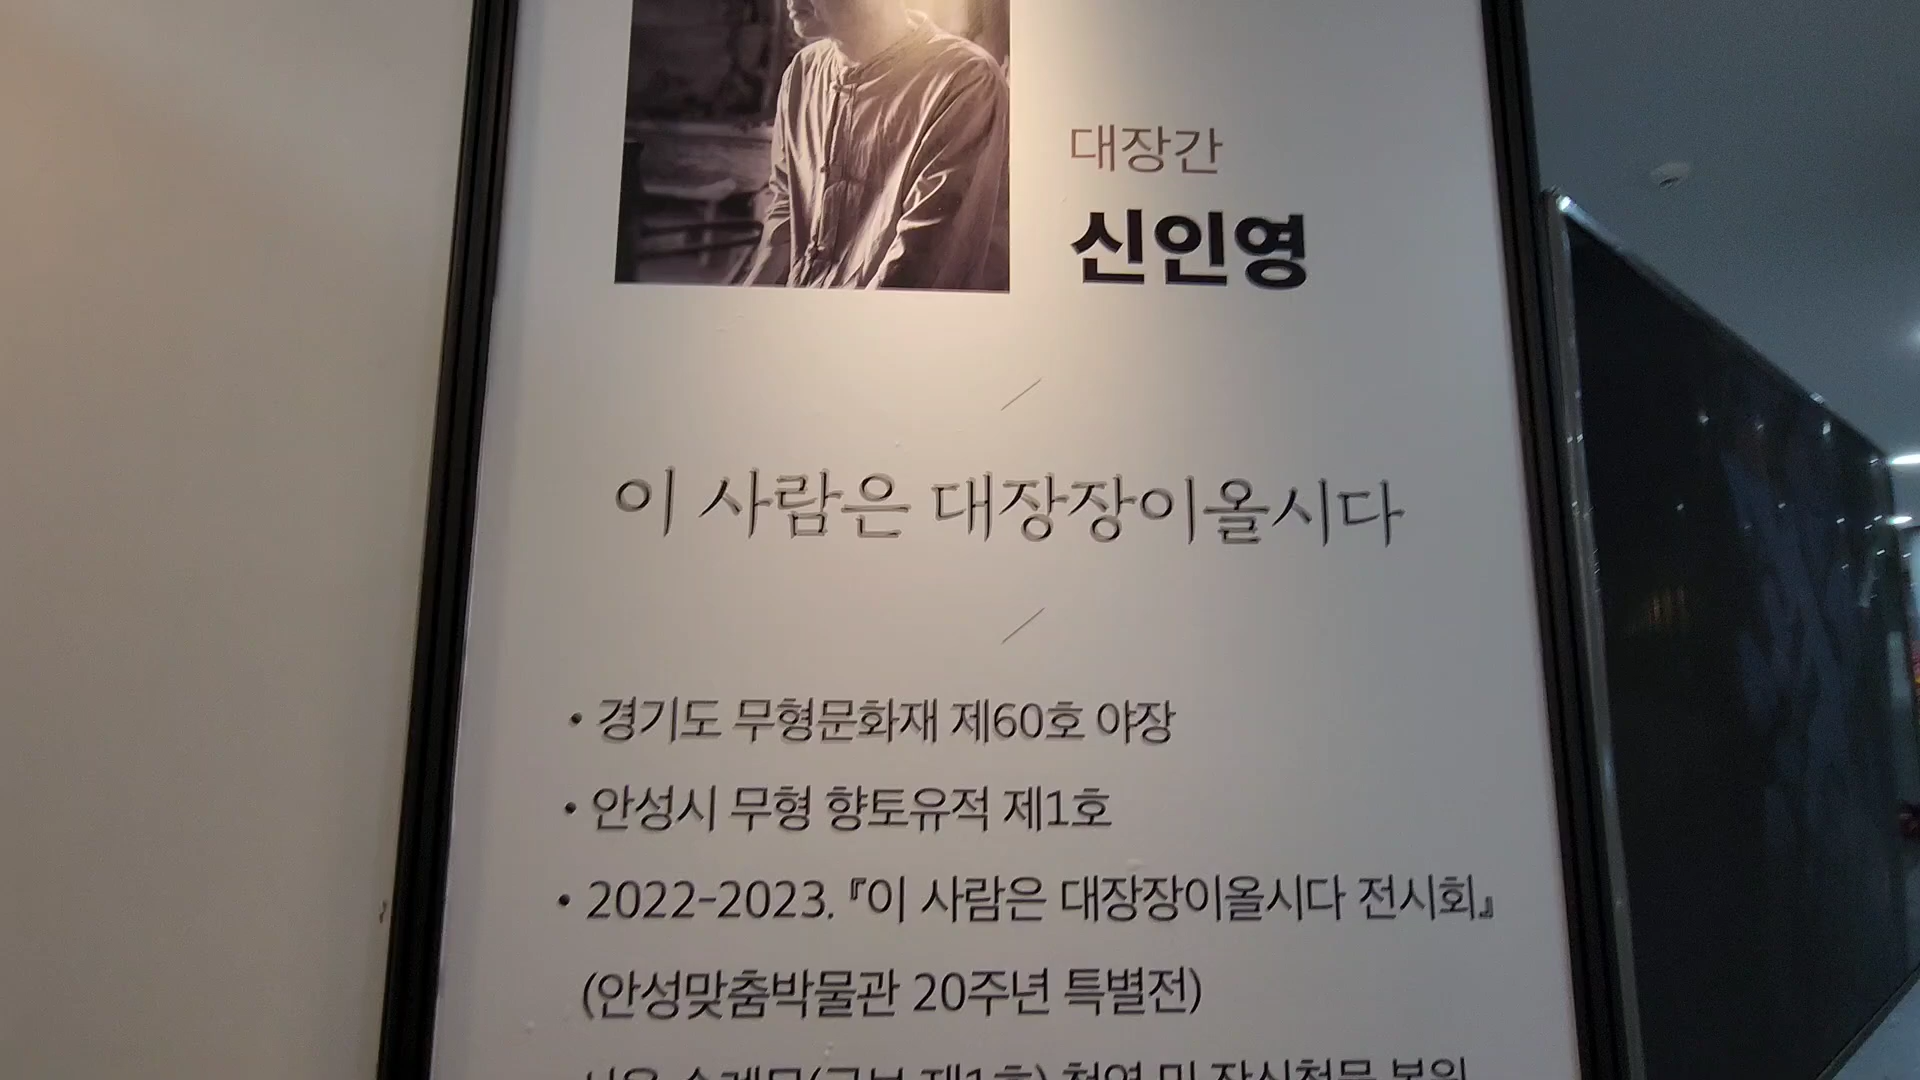 대장간
신인영
이 사람은 대장장이올시다
• 경기도 무형문화재 제60호 야장
• 안성시 무형 향토유적 제1호
• 2022-2023.『이 사람은 대장장이올시다 전시회』
(안성맞춤박물관 20주년 특별전)